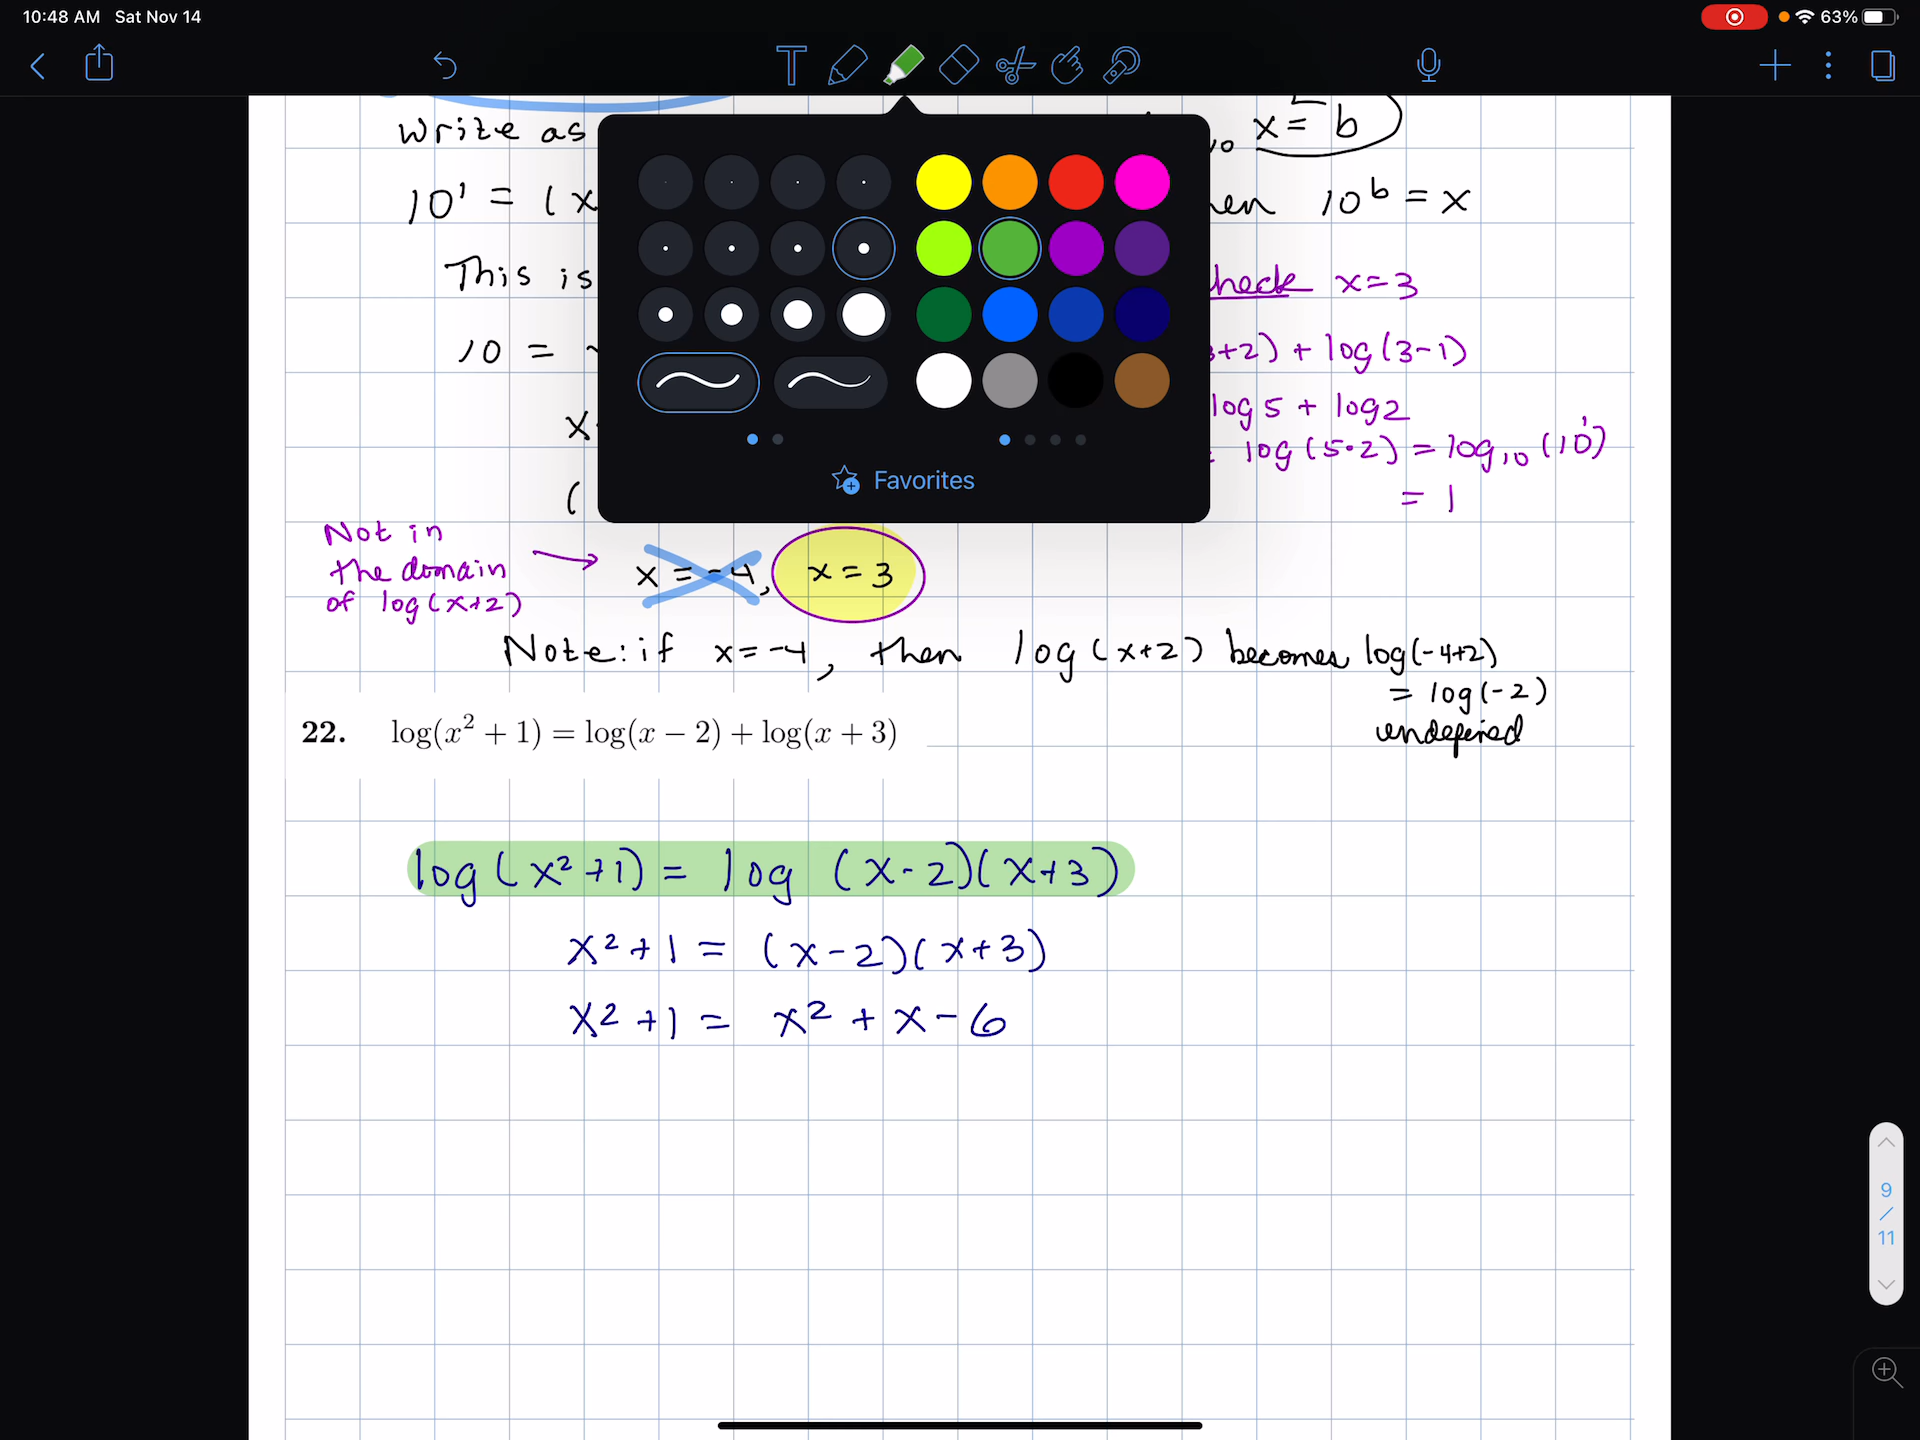 10:48 AM Sat Nov 14
63%
Write as
x = b
10
10¹ = (x
then 10ᵇ = x
This is
check x=3
10 =
3+2) + log(3-1)
log5 + log2
x
log(5·2) = log₁₀(10¹)
Favorites
(
= 1
Not in
the domain
of log(x+2)
x = -4, x = 3
Note: if x=-4, then log(x+2) becomes log(-4+2)
= log(-2)
undefined
22. log(x² + 1) = log(x − 2) + log(x + 3)
log(x²+1) = log (x-2)(x+3)
x²+1 = (x-2)(x+3)
x²+1 = x² + x - 6
9
/
11